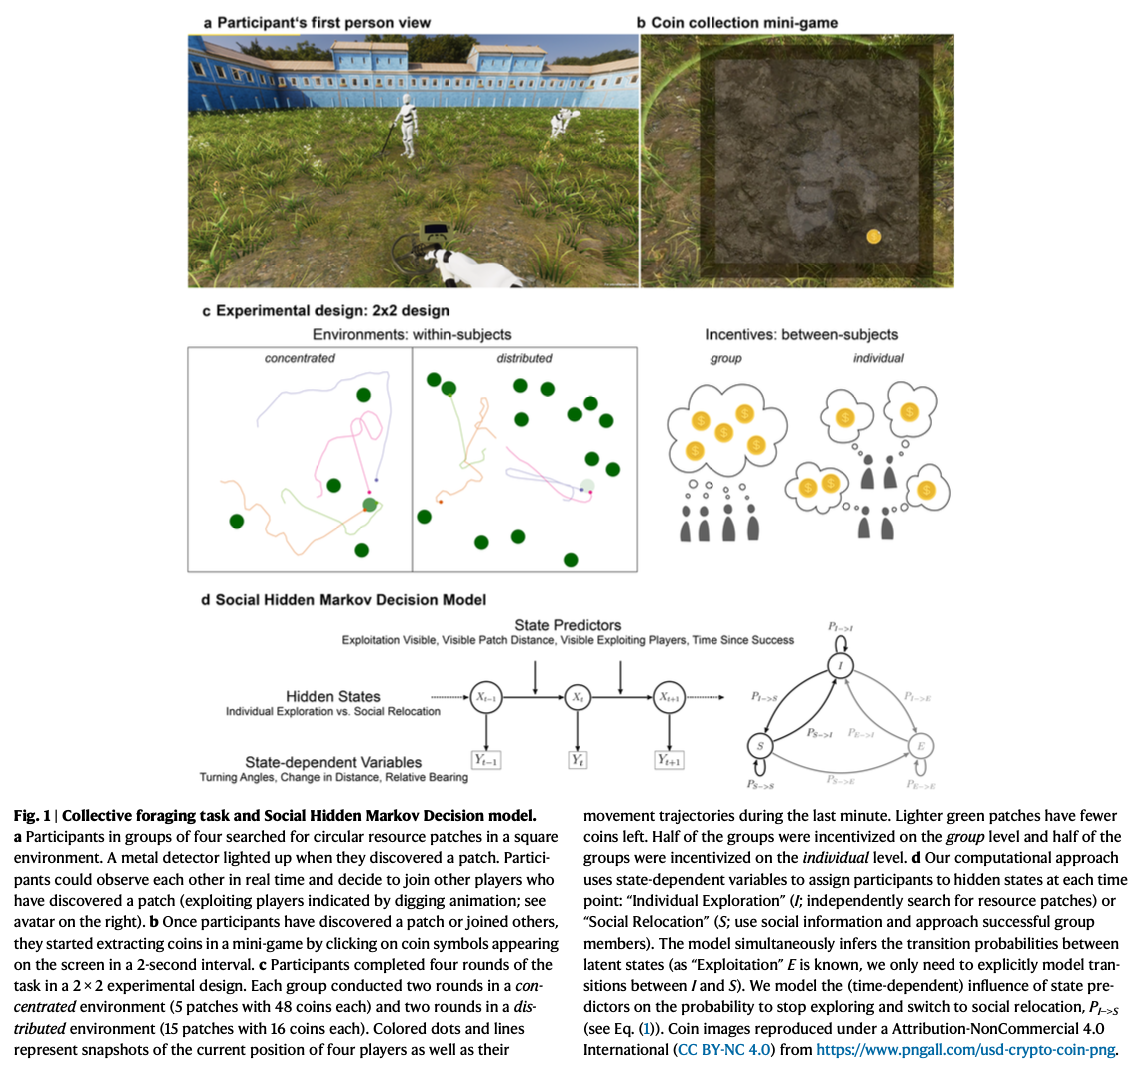 a Participant's first person view
b Coin collection mini-game
c Experimental design: 2x2 design
Environments: within-subjects
Incentives: between-subjects
concentrated
distributed
group
individual
d Social Hidden Markov Decision Model
State Predictors
Exploitation Visible, Visible Patch Distance, Visible Exploiting Players, Time Since Success
Hidden States
Individual Exploration vs. Social Relocation
X_{t-1}
X_t
X_{t+1}
State-dependent Variables
Turning Angles, Change in Distance, Relative Bearing
Y_{t-1}
Y_t
Y_{t+1}
P_{I->I}
I
P_{I->S}
P_{I->E}
P_{S->I}
P_{E->I}
S
E
P_{S->S}
P_{S->E}
P_{E->E}
Fig. 1 | Collective foraging task and Social Hidden Markov Decision model.
a Participants in groups of four searched for circular resource patches in a square
environment. A metal detector lighted up when they discovered a patch. Partici-
pants could observe each other in real time and decide to join other players who
have discovered a patch (exploiting players indicated by digging animation; see
avatar on the right). b Once participants have discovered a patch or joined others,
they started extracting coins in a mini-game by clicking on coin symbols appearing
on the screen in a 2-second interval. c Participants completed four rounds of the
task in a 2 × 2 experimental design. Each group conducted two rounds in a con-
centrated environment (5 patches with 48 coins each) and two rounds in a dis-
tributed environment (15 patches with 16 coins each). Colored dots and lines
represent snapshots of the current position of four players as well as their
movement trajectories during the last minute. Lighter green patches have fewer
coins left. Half of the groups were incentivized on the group level and half of the
groups were incentivized on the individual level. d Our computational approach
uses state-dependent variables to assign participants to hidden states at each time
point: “Individual Exploration” (I; independently search for resource patches) or
“Social Relocation” (S; use social information and approach successful group
members). The model simultaneously infers the transition probabilities between
latent states (as “Exploitation” E is known, we only need to explicitly model tran-
sitions between I and S). We model the (time-dependent) influence of state pre-
dictors on the probability to stop exploring and switch to social relocation, P_{I->S}
(see Eq. (1)). Coin images reproduced under a Attribution-NonCommercial 4.0
International (CC BY-NC 4.0) from https://www.pngall.com/usd-crypto-coin-png.